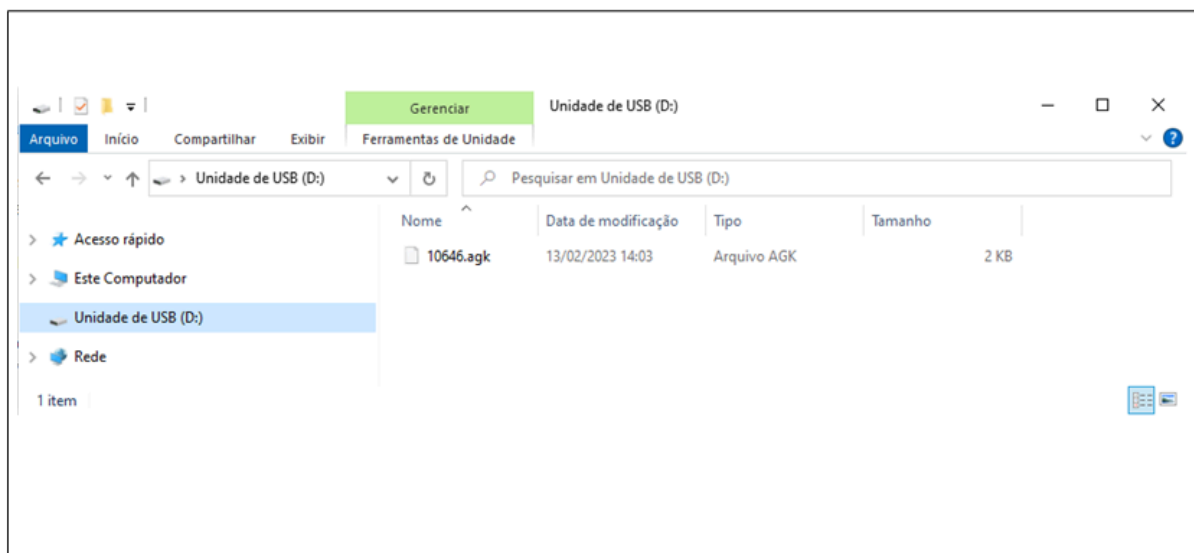 Gerenciar Unidade de USB (D:)
Arquivo Início Compartilhar Exibir Ferramentas de Unidade
Unidade de USB (D:) Pesquisar em Unidade de USB (D:)
Nome Data de modificação Tipo Tamanho
Acesso rápido
10646.agk 13/02/2023 14:03 Arquivo AGK 2 KB
Este Computador
Unidade de USB (D:)
Rede
1 item